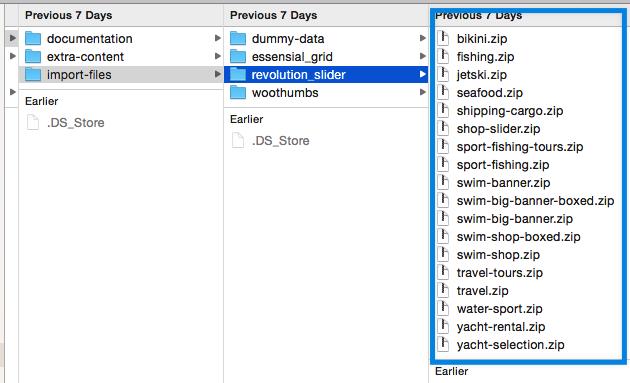 Previous 7 Days
documentation
extra-content
import-files
Earlier
.DS_Store
Previous 7 Days
dummy-data
essensial_grid
revolution_slider
woothumbs
Earlier
.DS_Store
Previous 7 Days
bikini.zip
fishing.zip
jetski.zip
seafood.zip
shipping-cargo.zip
shop-slider.zip
sport-fishing-tours.zip
sport-fishing.zip
swim-banner.zip
swim-big-banner-boxed.zip
swim-big-banner.zip
swim-shop-boxed.zip
swim-shop.zip
travel-tours.zip
travel.zip
water-sport.zip
yacht-rental.zip
yacht-selection.zip
Earlier